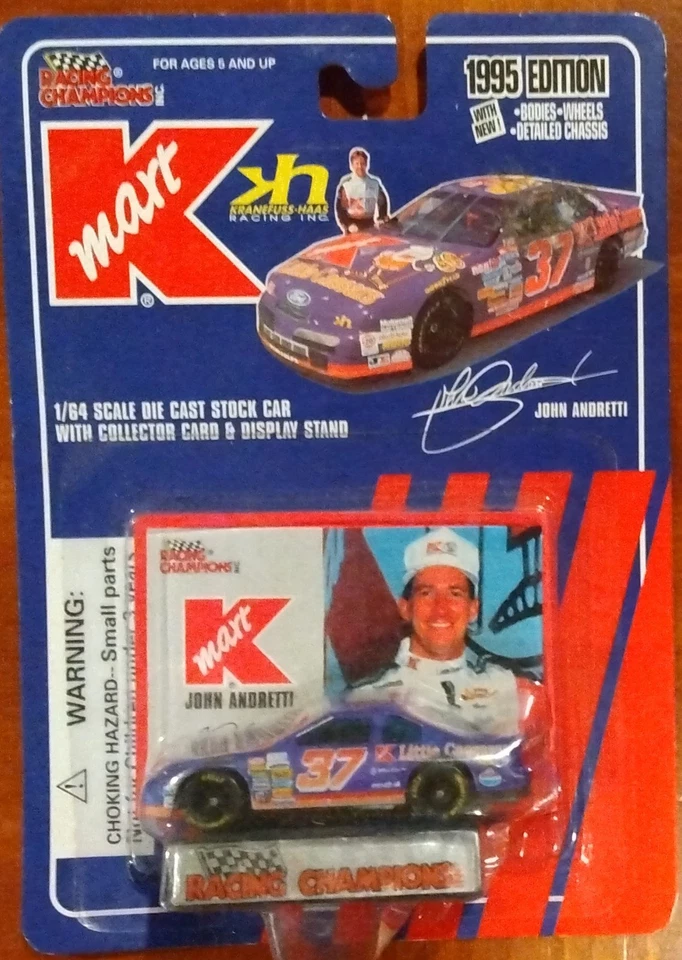 RACING CHAMPIONS INC
FOR AGES 5 AND UP
1995 EDITION
WITH NEW!
•BODIES•WHEELS
•DETAILED CHASSIS
K mart
®
kh
KRANEFUSS-HAAS
RACING INC
Ford
37
1/64 SCALE DIE CAST STOCK CAR
WITH COLLECTOR CARD & DISPLAY STAND
JOHN ANDRETTI
WARNING:
CHOKING HAZARD--Small parts
RACING CHAMPIONS
K mart
JOHN ANDRETTI
37
K
Little
RACING CHAMPIONS
37